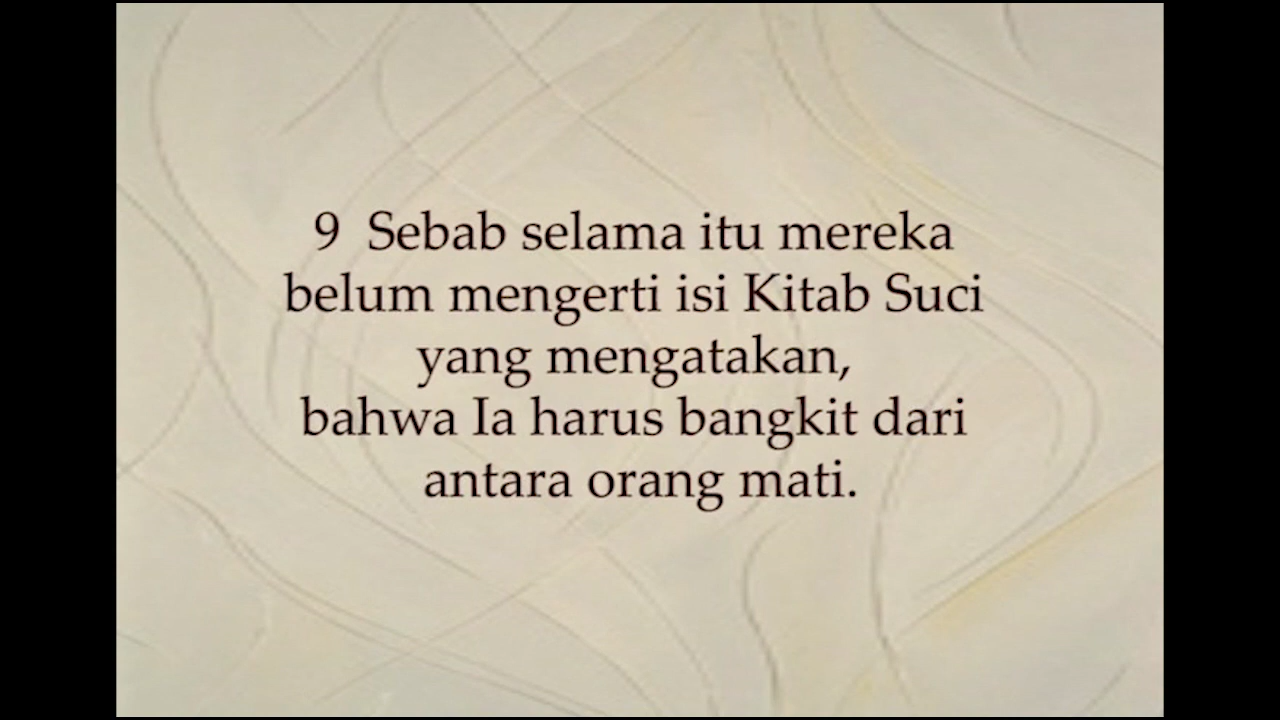 9 Sebab selama itu mereka
belum mengerti isi Kitab Suci
yang mengatakan,
bahwa Ia harus bangkit dari
antara orang mati.